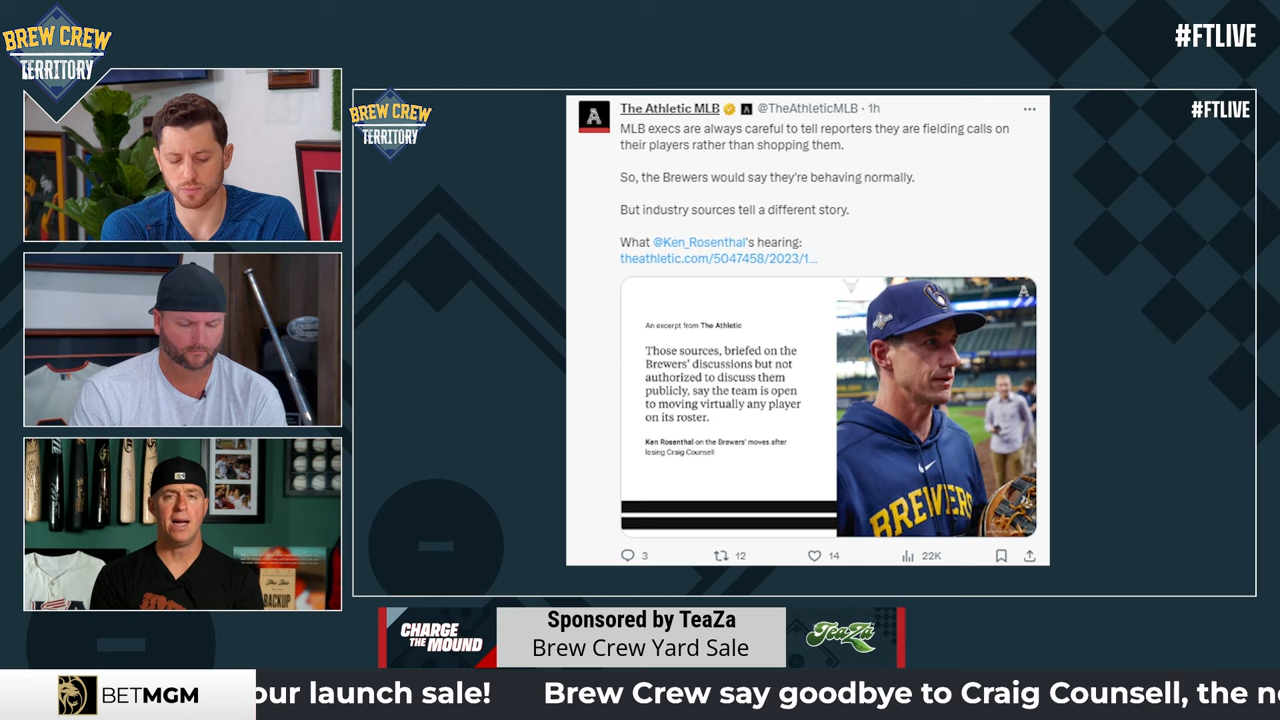 BREW CREW
TERRITORY
#FTLIVE
BREW CREW
TERRITORY
#FTLIVE
The Athletic MLB @TheAthleticMLB · 1h
MLB execs are always careful to tell reporters they are fielding calls on
their players rather than shopping them.
So, the Brewers would say they're behaving normally.
But industry sources tell a different story.
What @Ken_Rosenthal's hearing:
theathletic.com/5047458/2023/1...
An excerpt from The Athletic
Those sources, briefed on the
Brewers' discussions but not
authorized to discuss them
publicly, say the team is open
to moving virtually any player
on its roster.
Ken Rosenthal on the Brewers' moves after
losing Craig Counsell
A
BREWERS
3 12 14 22K
BACKUP
CHARGE
THE MOUND
Sponsored by TeaZa
Brew Crew Yard Sale
TeaZa
BETMGM
our launch sale! Brew Crew say goodbye to Craig Counsell, the